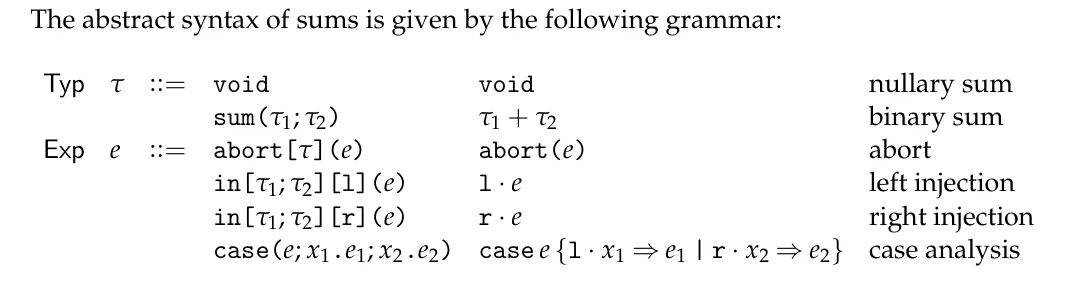 The abstract syntax of sums is given by the following grammar:
Typ τ ::= void void nullary sum
sum(τ₁;τ₂) τ₁ + τ₂ binary sum
Exp e ::= abort[τ](e) abort(e) abort
in[τ₁;τ₂][l](e) l · e left injection
in[τ₁;τ₂][r](e) r · e right injection
case(e;x₁.e₁;x₂.e₂) case e {l · x₁ ⇒ e₁ | r · x₂ ⇒ e₂} case analysis